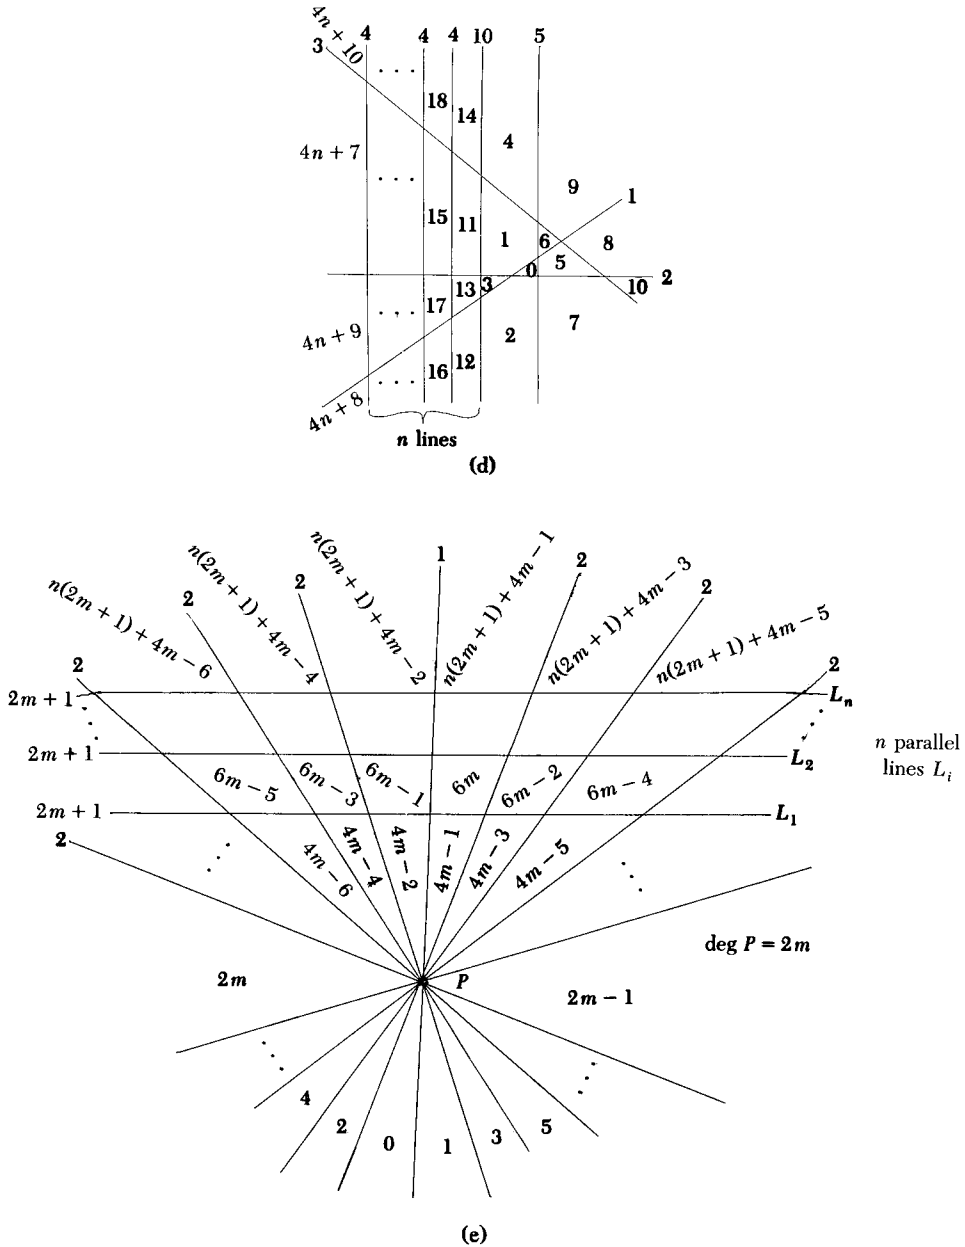 4n + 10
3
4
4
4
10
5
. . .
18
14
4
4n + 7
. . .
9
1
15
11
1
6
8
0
5
2
13
3
10
17
. . .
4n + 9
2
7
16
12
. . .
4n + 8
n lines
(d)
n(2m + 1) + 4m − 6
n(2m + 1) + 4m − 4
n(2m + 1) + 4m − 2
n(2m + 1) + 4m − 1
n(2m + 1) + 4m − 3
n(2m + 1) + 4m − 5
2
2
2
1
2
2
2
2m + 1
Lₙ
2m + 1
L₂
n parallel
lines Lᵢ
6m − 5
6m − 3
6m − 1
6m
6m − 2
6m − 4
2m + 1
L₁
2
4m − 6
4m − 4
4m − 2
4m − 1
4m − 3
4m − 5
deg P = 2m
2m
P
2m − 1
4
2
0
1
3
5
(e)